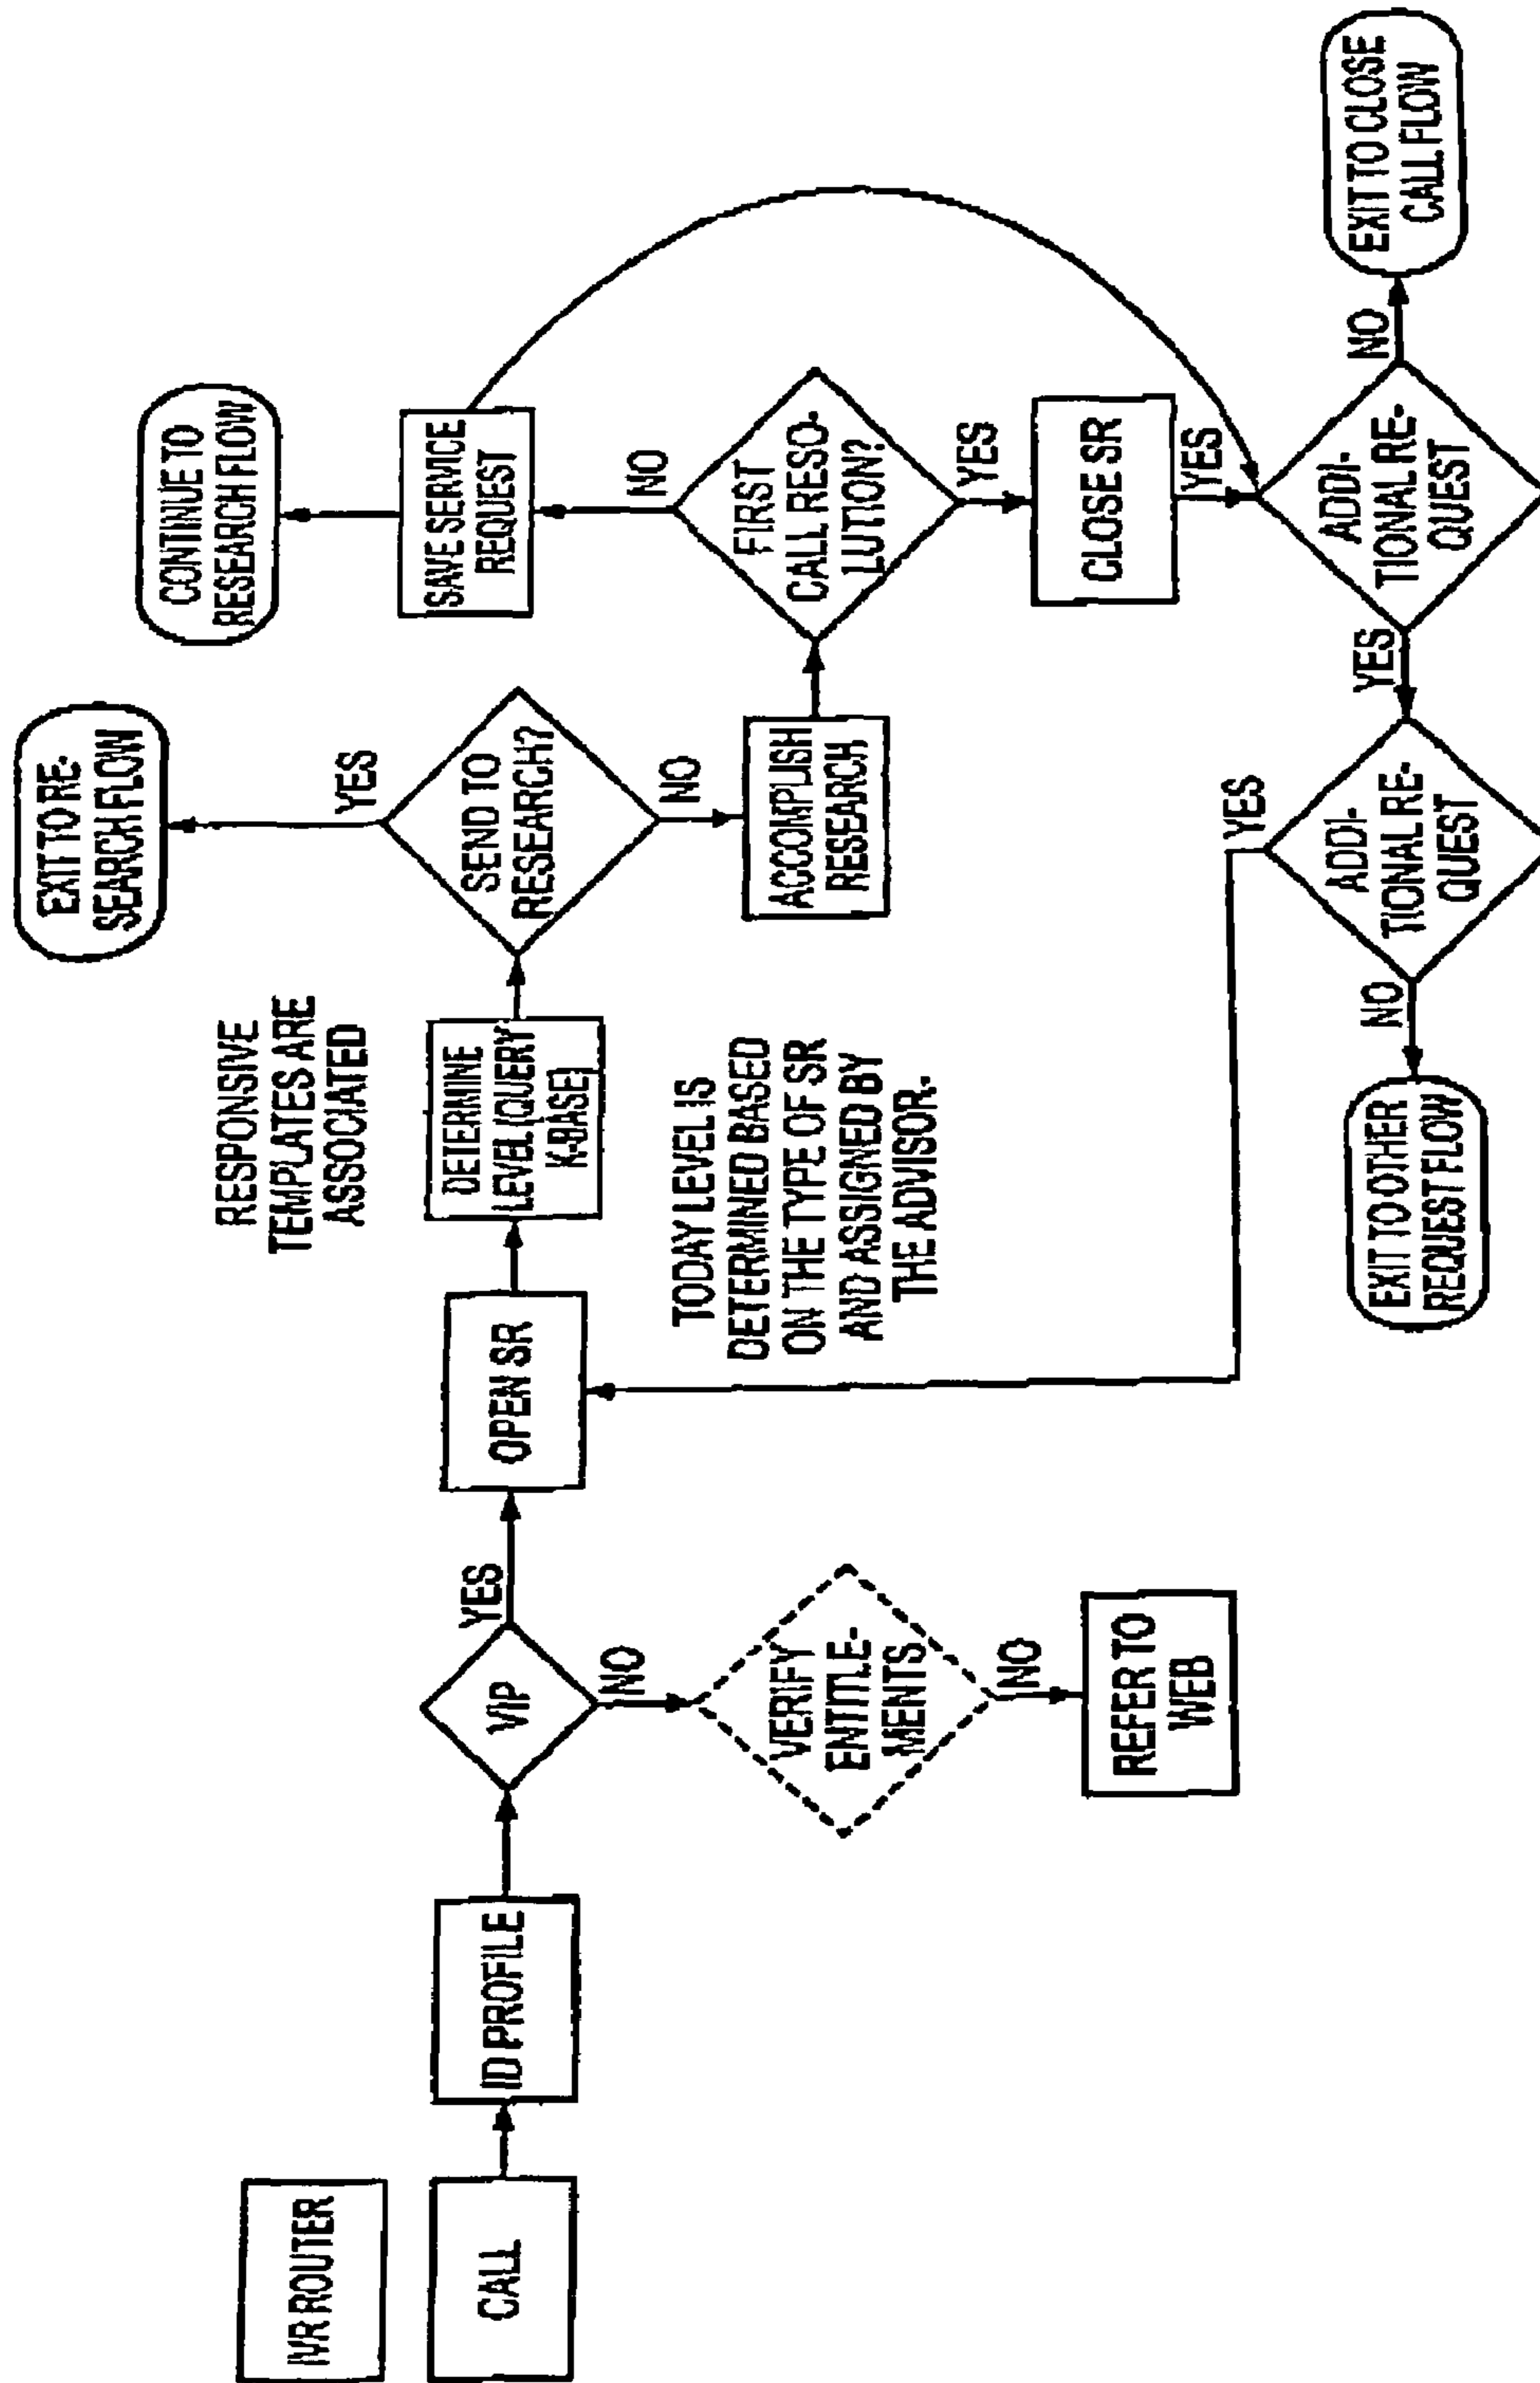 IVR ROUTER
CALL
ID PROFILE
VIP
YES
NO
VERIFY
ENTITLE-
MENTS
NO
REFER TO
WEB
OPEN SR
RESPONSIVE
TEMPLATES ARE
ASSOCIATED
DETERMINE
LEVEL (QUERY
K-BASE)
TODAY LEVEL IS
DETERMINED BASED
ON THE TYPE OF SR
AND ASSIGNED BY
THE ADVISOR.
EXIT TO RE-
SEARCH FLOW
YES
SEND TO
RESEARCH?
NO
ACCOMPLISH
RESEARCH
CONTINUE TO
RESEARCH FLOW
SAVE SERVICE
REQUEST
NO
FIRST
CALL RESO-
LUTION?
YES
CLOSE SR
YES
ADDI-
TIONAL RE-
QUEST
NO
EXIT TO CLOSE
CALL FLOW
YES
ADDI-
TIONAL RE-
QUEST
YES
NO
EXIT TO OTHER
REQUEST FLOW